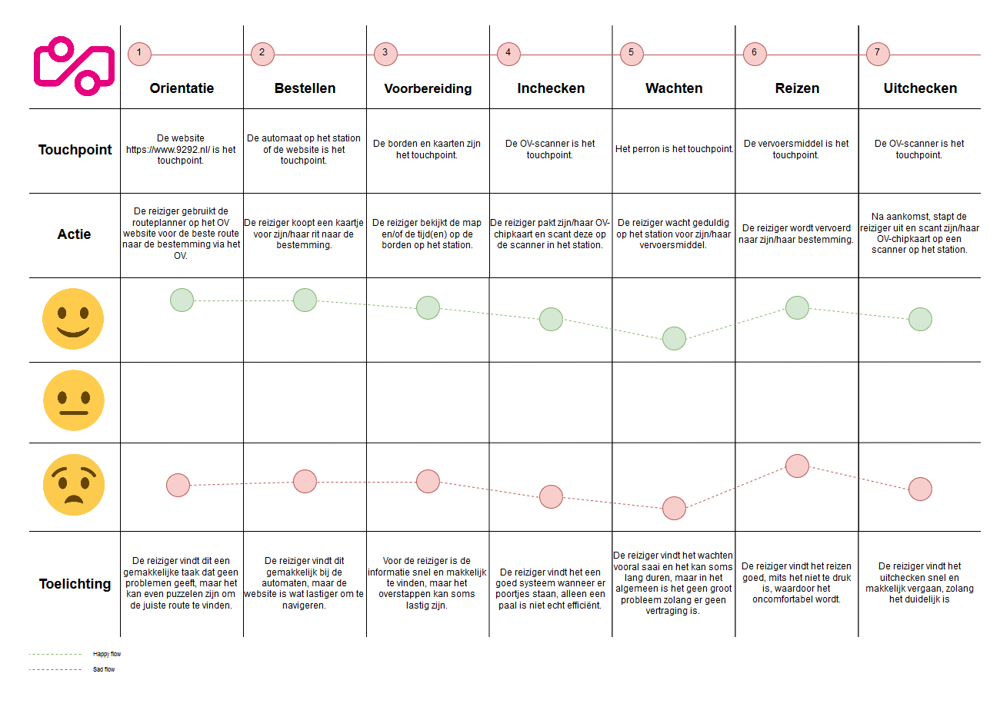 1
2
3
4
5
6
7
Orientatie
Bestellen
Voorbereiding
Inchecken
Wachten
Reizen
Uitchecken
Touchpoint
De website
https://www.9292.nl/ is het
touchpoint.
De automaat op het station
of de website is het
touchpoint.
De borden en kaarten zijn
het touchpoint.
De OV-scanner is het
touchpoint.
Het perron is het touchpoint.
De vervoersmiddel is het
touchpoint.
De OV-scanner is het
touchpoint.
Actie
De reiziger gebruikt de
routeplanner op het OV
website voor de beste route
naar de bestemming via het
OV.
De reiziger koopt een kaartje
voor zijn/haar rit naar de
bestemming.
De reiziger bekijkt de map
en/of de tijd(en) op de
borden op het station.
De reiziger pakt zijn/haar OV-
chipkaart en scant deze op
de scanner in het station.
De reiziger wacht geduldig
op het station voor zijn/haar
vervoersmiddel.
De reiziger wordt vervoerd
naar zijn/haar bestemming.
Na aankomst, stapt de
reiziger uit en scant zijn/haar
OV-chipkaart op een
scanner op het station.
Toelichting
De reiziger vindt dit een
gemakkelijke taak dat geen
problemen geeft, maar het
kan even puzzelen zijn om
de juiste route te vinden.
De reiziger vindt dit
gemakkelijk bij de
automaten, maar de
website is wat lastiger om te
navigeren.
Voor de reiziger is de
informatie snel en makkelijk
te vinden, maar het
overstappen kan soms
lastig zijn.
De reiziger vindt het een
goed systeem wanneer er
poortjes staan, alleen een
paal is niet echt efficiënt.
De reiziger vindt het wachten
vooral saai en het kan soms
lang duren, maar in het
algemeen is het geen groot
probleem zolang er geen
vertraging is.
De reiziger vindt het reizen
goed, mits het niet te druk
is, waardoor het
oncomfortabel wordt.
De reiziger vindt het
uitchecken snel en
makkelijk vergaan, zolang
het duidelijk is
Happy flow
Sad flow